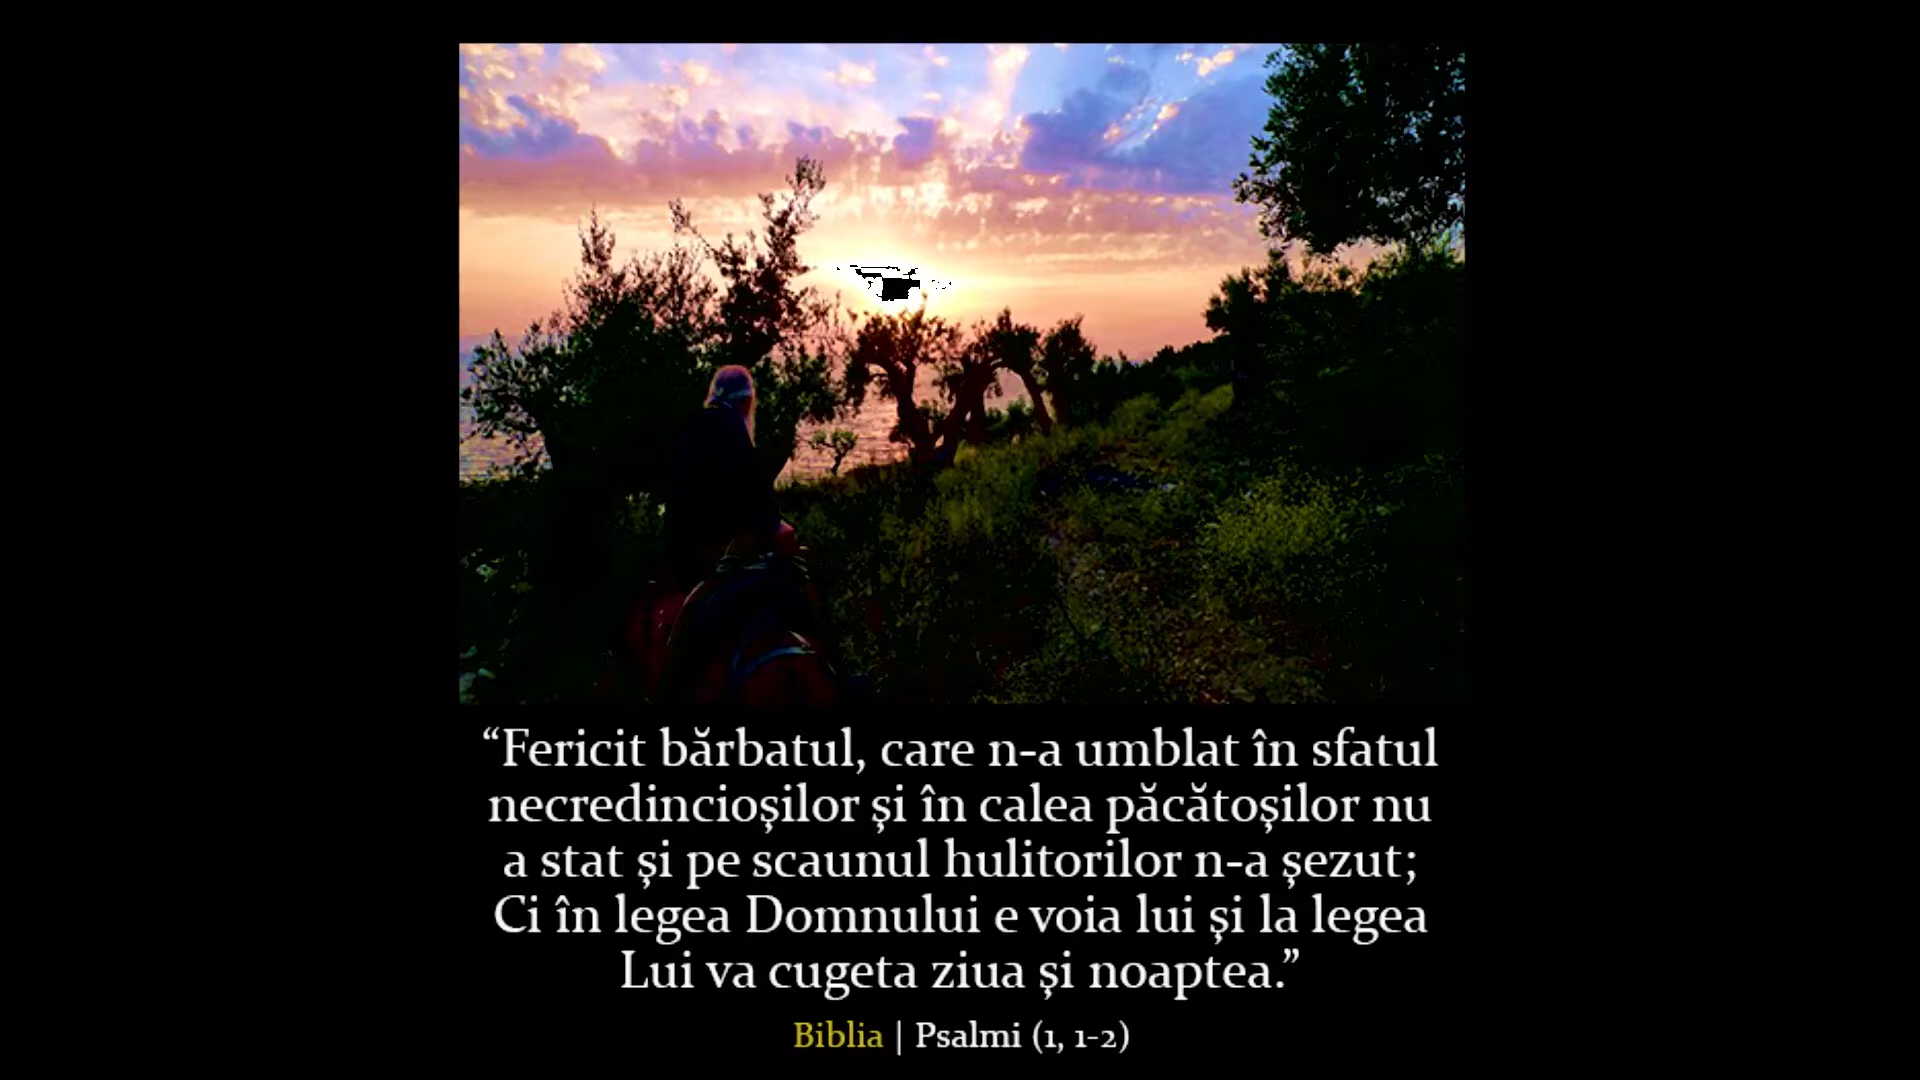 “Fericit bărbatul, care n-a umblat în sfatul
necredincioşilor şi în calea păcătoşilor nu
a stat şi pe scaunul hulitorilor n-a şezut;
Ci în legea Domnului e voia lui şi la legea
Lui va cugeta ziua şi noaptea.”
Biblia | Psalmi (1, 1-2)